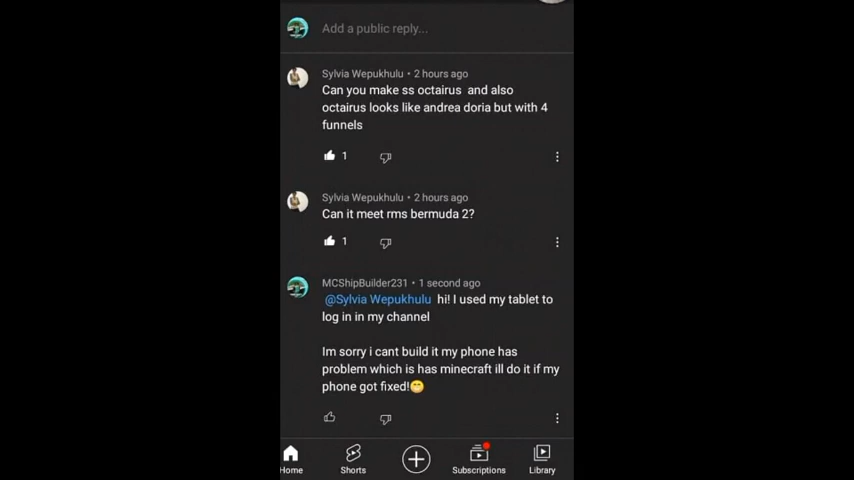 Add a public reply...
Sylvia Wepukhulu • 2 hours ago
Can you make ss octairus and also
octairus looks like andrea doria but with 4
funnels
1
Sylvia Wepukhulu • 2 hours ago
Can it meet rms bermuda 2?
1
MCShipBuilder231 • 1 second ago
@Sylvia Wepukhulu hi! I used my tablet to
log in in my channel
Im sorry i cant build it my phone has
problem which is has minecraft ill do it if my
phone got fixed!😁
Home Shorts Subscriptions Library